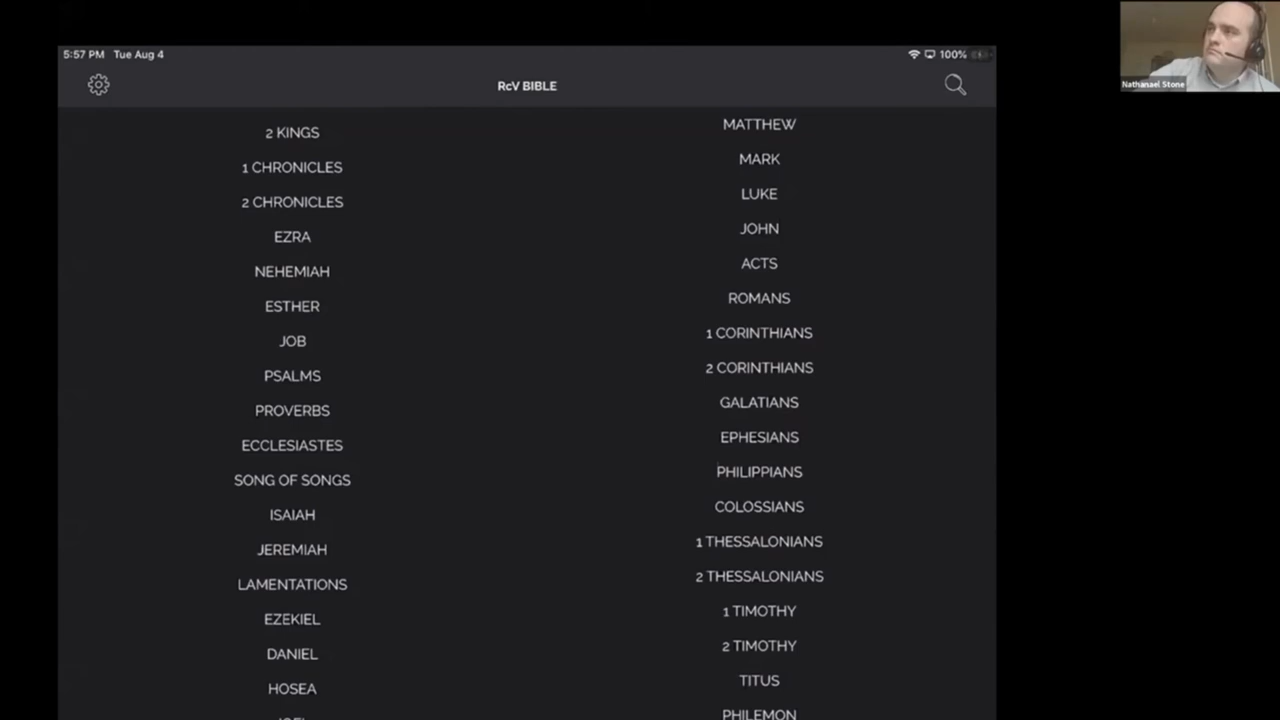 5:57 PM Tue Aug 4
100%
RcV BIBLE
2 KINGS
1 CHRONICLES
2 CHRONICLES
EZRA
NEHEMIAH
ESTHER
JOB
PSALMS
PROVERBS
ECCLESIASTES
SONG OF SONGS
ISAIAH
JEREMIAH
LAMENTATIONS
EZEKIEL
DANIEL
HOSEA
MATTHEW
MARK
LUKE
JOHN
ACTS
ROMANS
1 CORINTHIANS
2 CORINTHIANS
GALATIANS
EPHESIANS
PHILIPPIANS
COLOSSIANS
1 THESSALONIANS
2 THESSALONIANS
1 TIMOTHY
2 TIMOTHY
TITUS
PHILEMON
Nathanael Stone